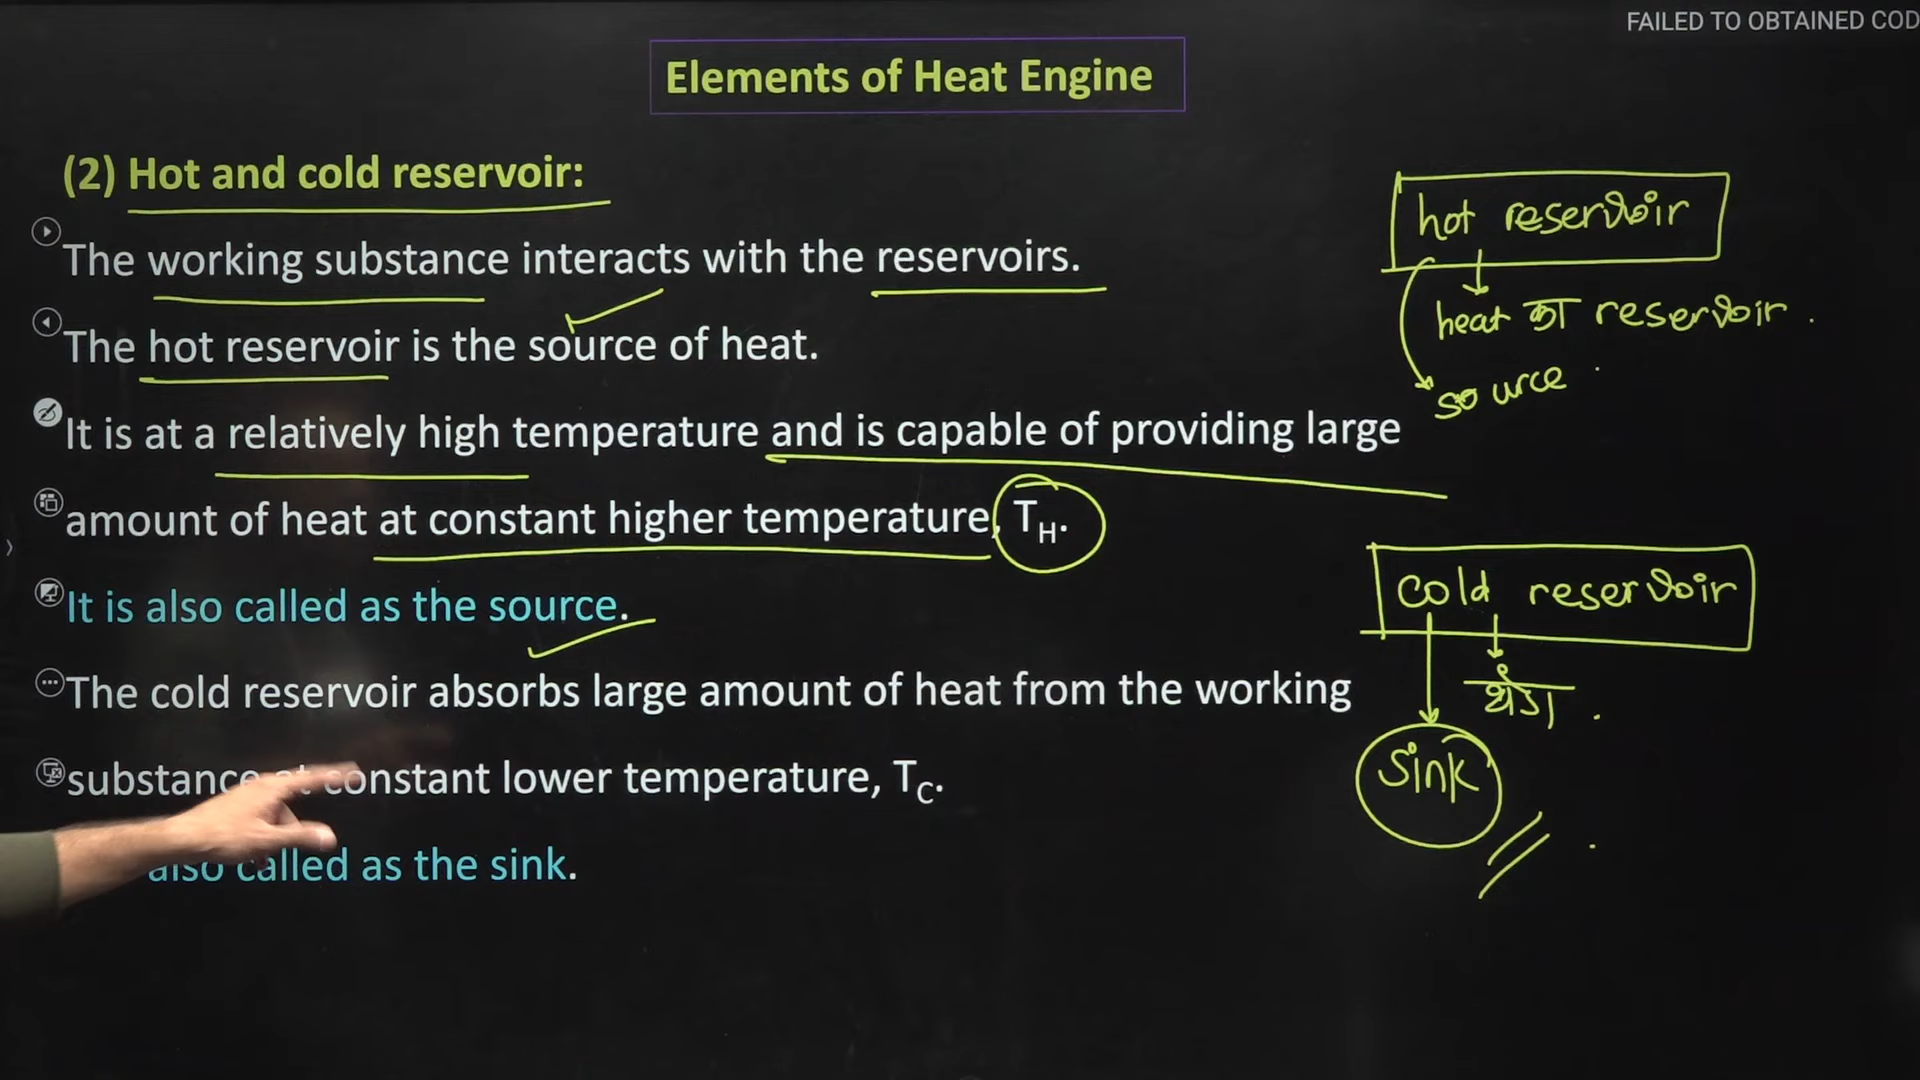 FAILED TO OBTAINED COD
Elements of Heat Engine
(2) Hot and cold reservoir:
The working substance interacts with the reservoirs.
The hot reservoir is the source of heat.
It is at a relatively high temperature and is capable of providing large
amount of heat at constant higher temperature, T_H.
It is also called as the source.
The cold reservoir absorbs large amount of heat from the working
substance at constant lower temperature, T_C.
also called as the sink.
hot reservoir
heat का reservoir.
source
cold reservoir
sink